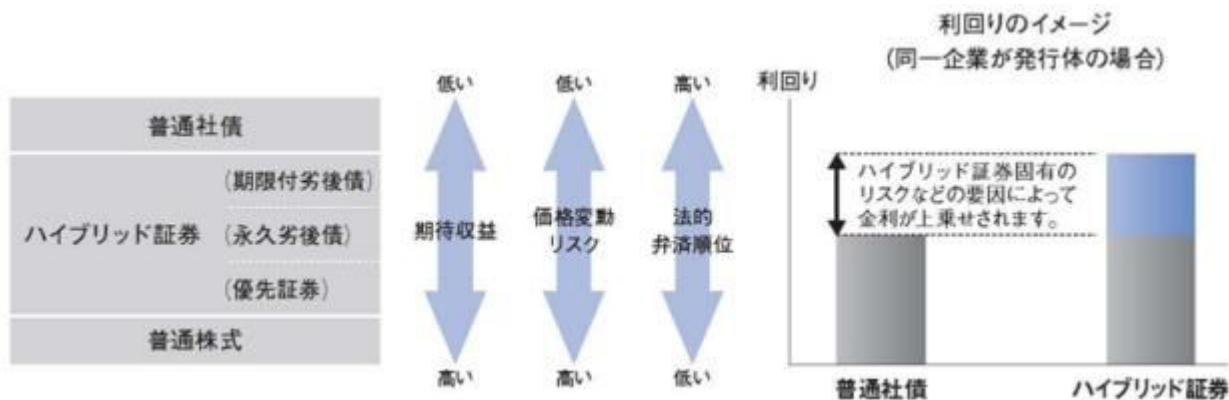 普通社債
ハイブリッド証券
(期限付劣後債)
(永久劣後債)
(優先証券)
普通株式
低い
期待収益
高い
低い
価格変動
リスク
高い
高い
法的
弁済順位
低い
利回りのイメージ
(同一企業が発行体の場合)
利回り
ハイブリッド証券固有の
リスクなどの要因によって
金利が上乗せされます。
普通社債
ハイブリッド証券